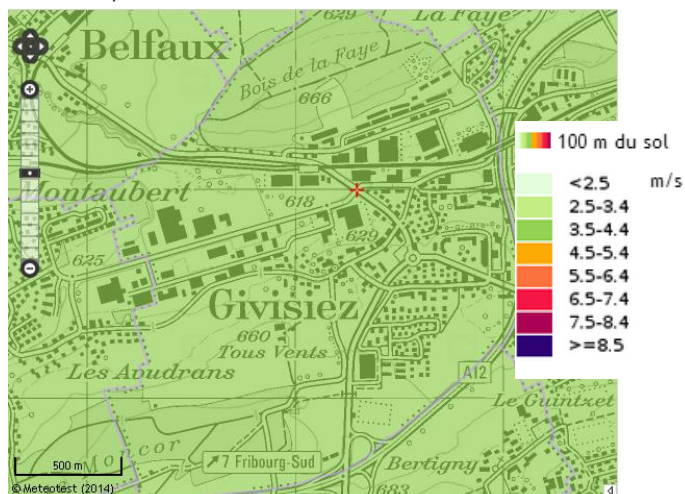 629
La Faye
Belfaux
Bois de la Faye
666
Montaubert
618
629
625
Givisiez
660
Tous Vents
Les Avudrans
A12
Le Guintzet
Mo cor
7 Fribourg-Sud
Bertigny
683
500 m
© Meteotest (2014)
100 m du sol
<2.5 m/s
2.5-3.4
3.5-4.4
4.5-5.4
5.5-6.4
6.5-7.4
7.5-8.4
>=8.5